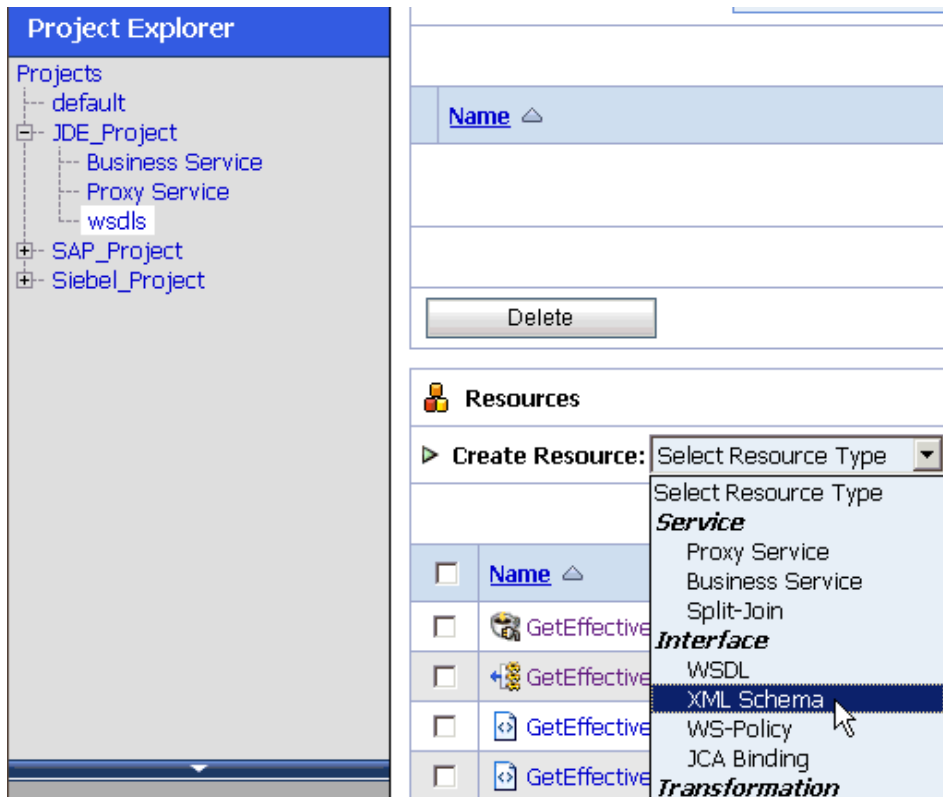 Project Explorer
Projects
default
JDE_Project
Business Service
Proxy Service
wsdls
SAP_Project
Siebel_Project
Name
Delete
Resources
Create Resource: Select Resource Type
Select Resource Type
Service
Proxy Service
Business Service
Split-Join
Interface
WSDL
XML Schema
WS-Policy
JCA Binding
Transformation
Name
GetEffective
GetEffective
GetEffective
GetEffective